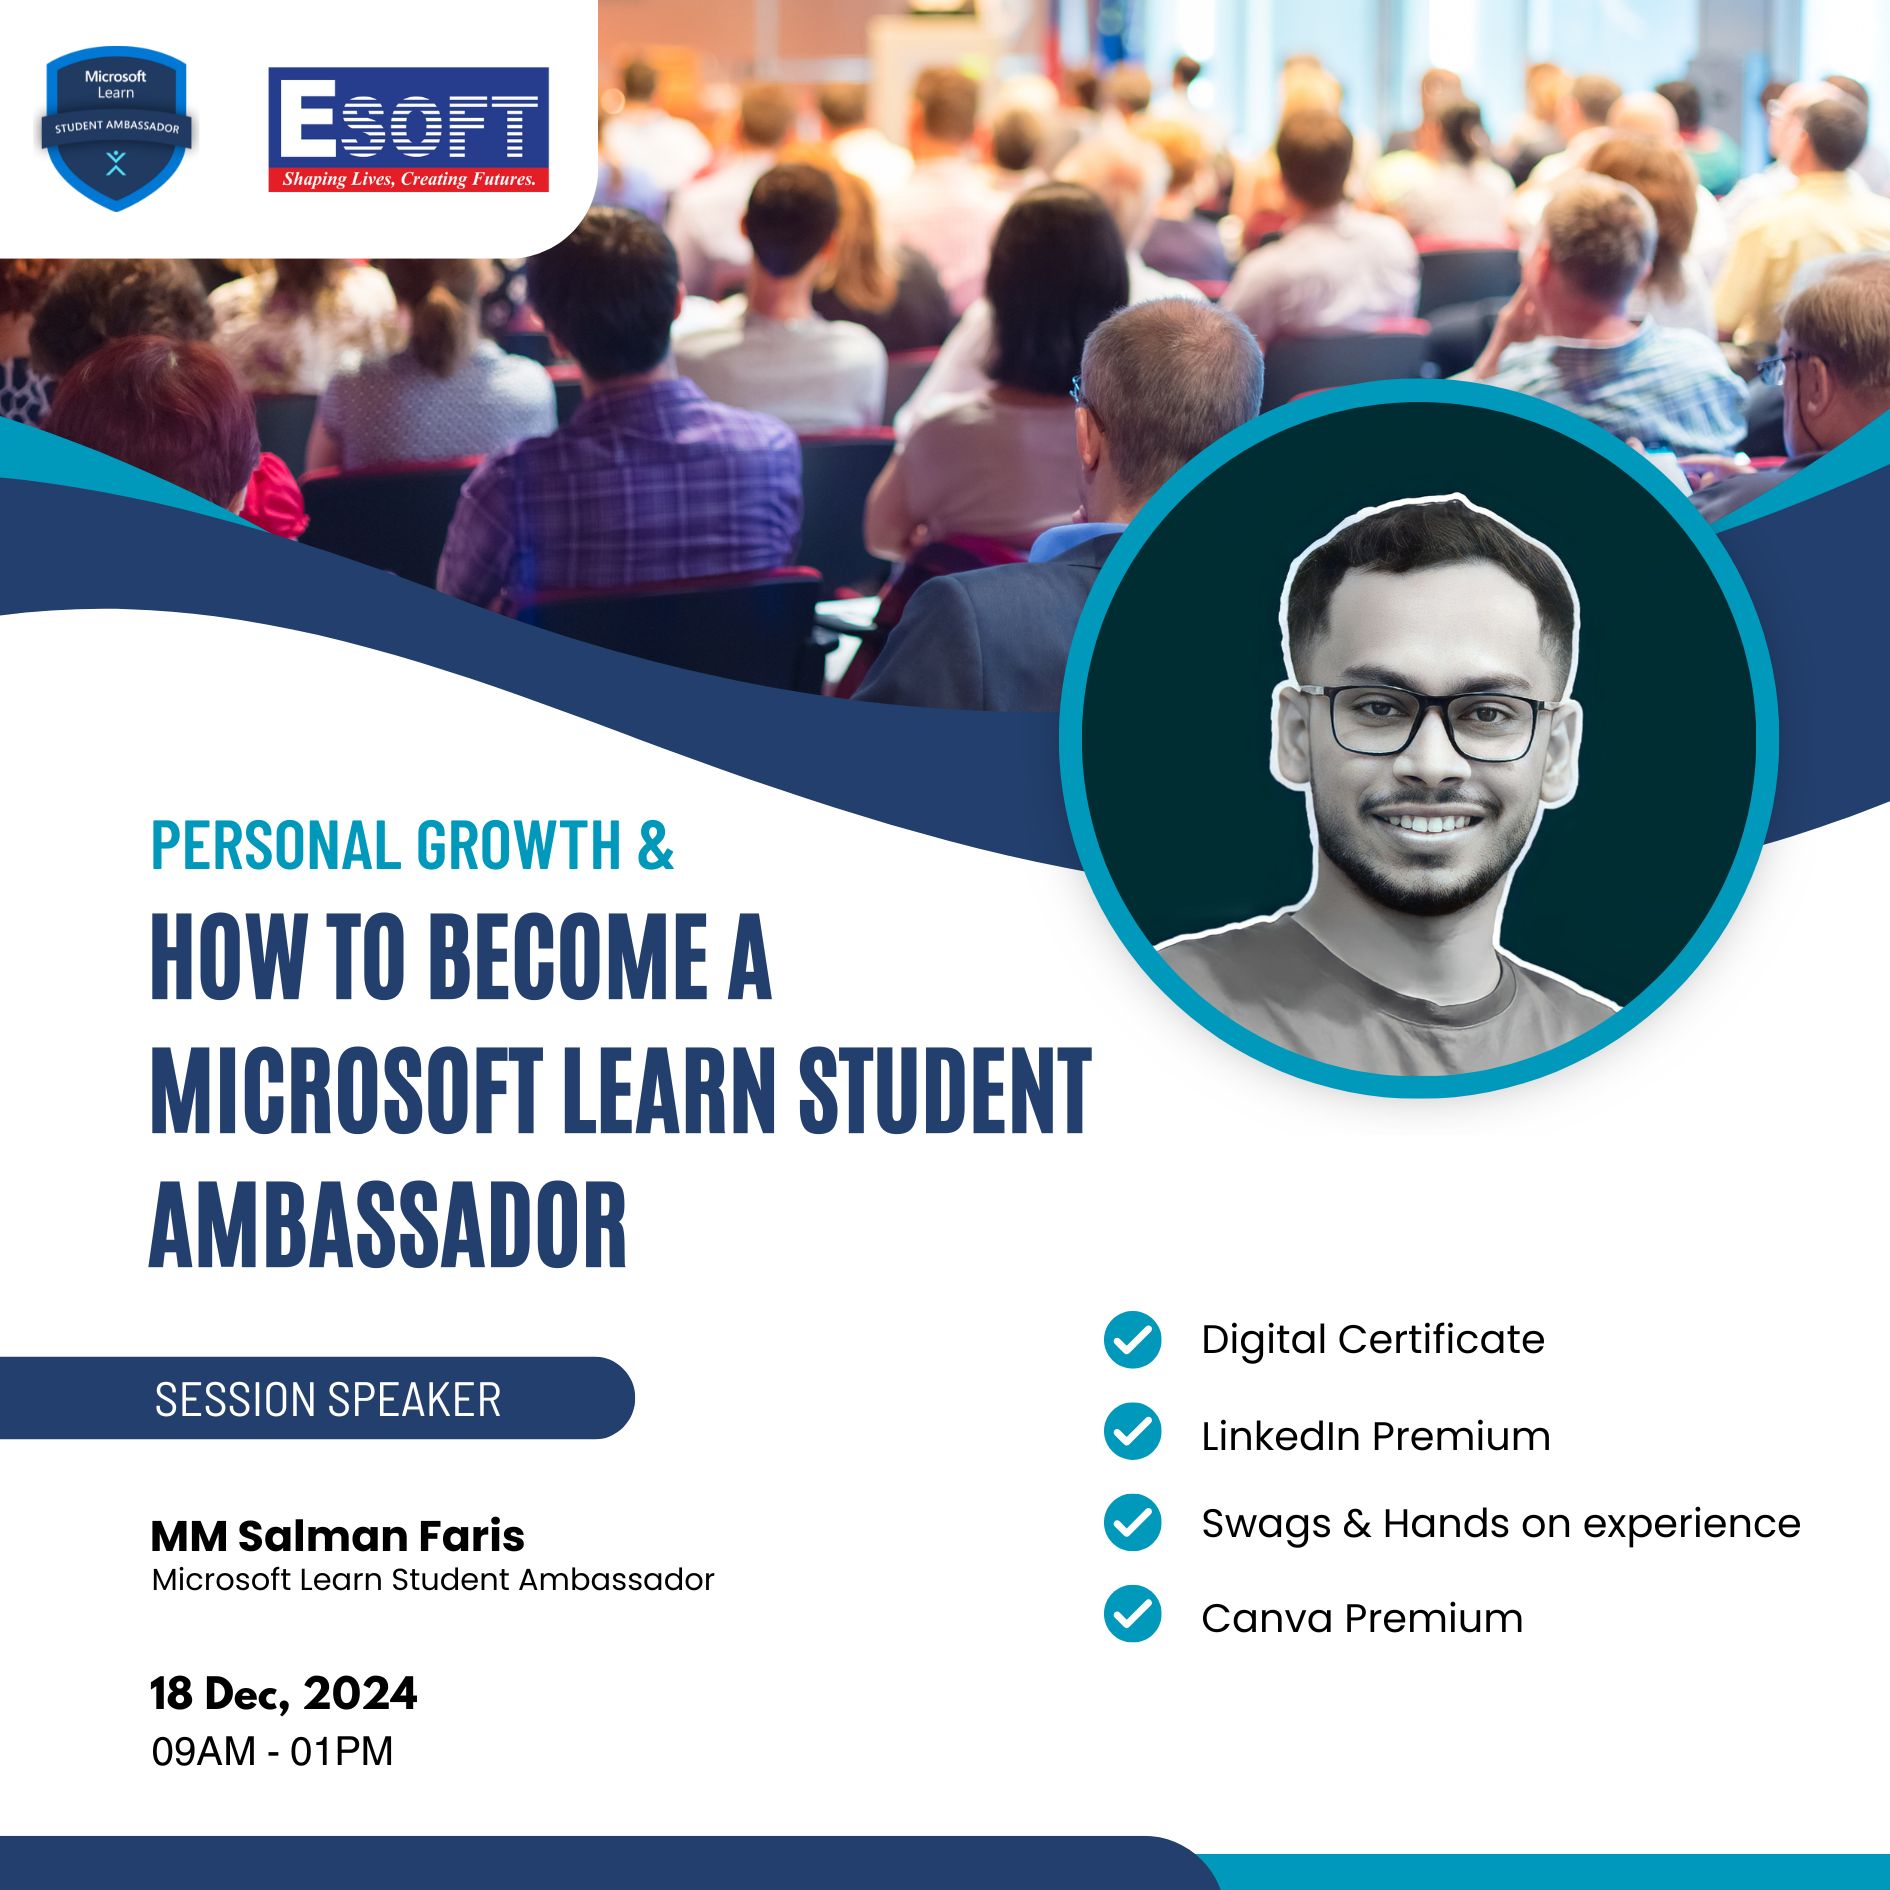 Microsoft
Learn
STUDENT AMBASSADOR
ESOFT
Shaping Lives, Creating Futures.
PERSONAL GROWTH &
HOW TO BECOME A
MICROSOFT LEARN STUDENT
AMBASSADOR
SESSION SPEAKER
MM Salman Faris
Microsoft Learn Student Ambassador
18 Dec, 2024
09AM - 01PM
Digital Certificate
LinkedIn Premium
Swags & Hands on experience
Canva Premium